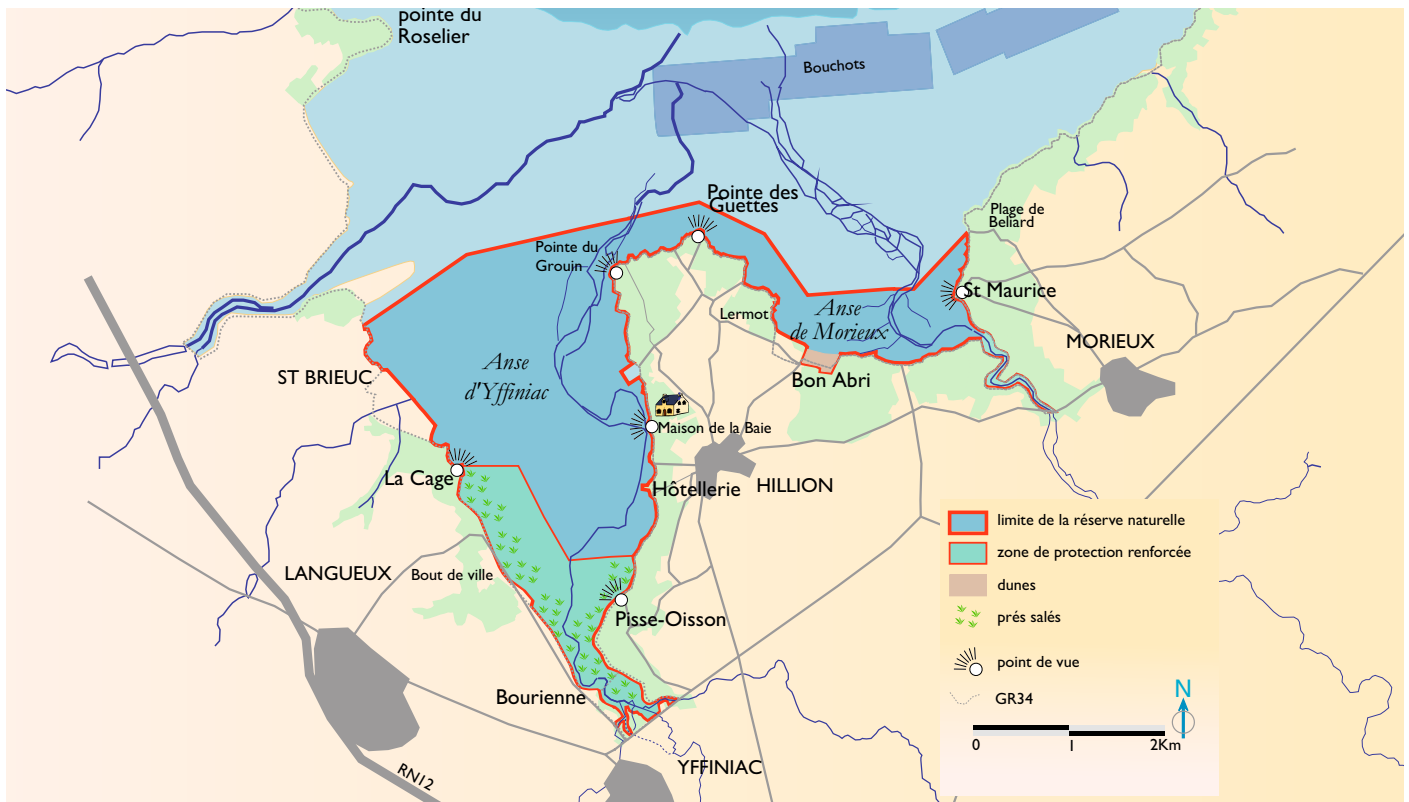 pointe du
Roselier
Bouchots
Pointe des
Guettes
Plage de
Beliard
Pointe du
Grouin
St Maurice
Lermot
Anse
de Morieux
MORIEUX
Anse
d'Yffiniac
ST BRIEUC
Bon Abri
Maison de la Baie
La Cage
Hôtellerie
HILLION
limite de la réserve naturelle
zone de protection renforcée
LANGUEUX
Bout de ville
dunes
prés salés
Pisse-Oisson
point de vue
Bourienne
GR34
N
0 1 2Km
YFFINIAC
RN12